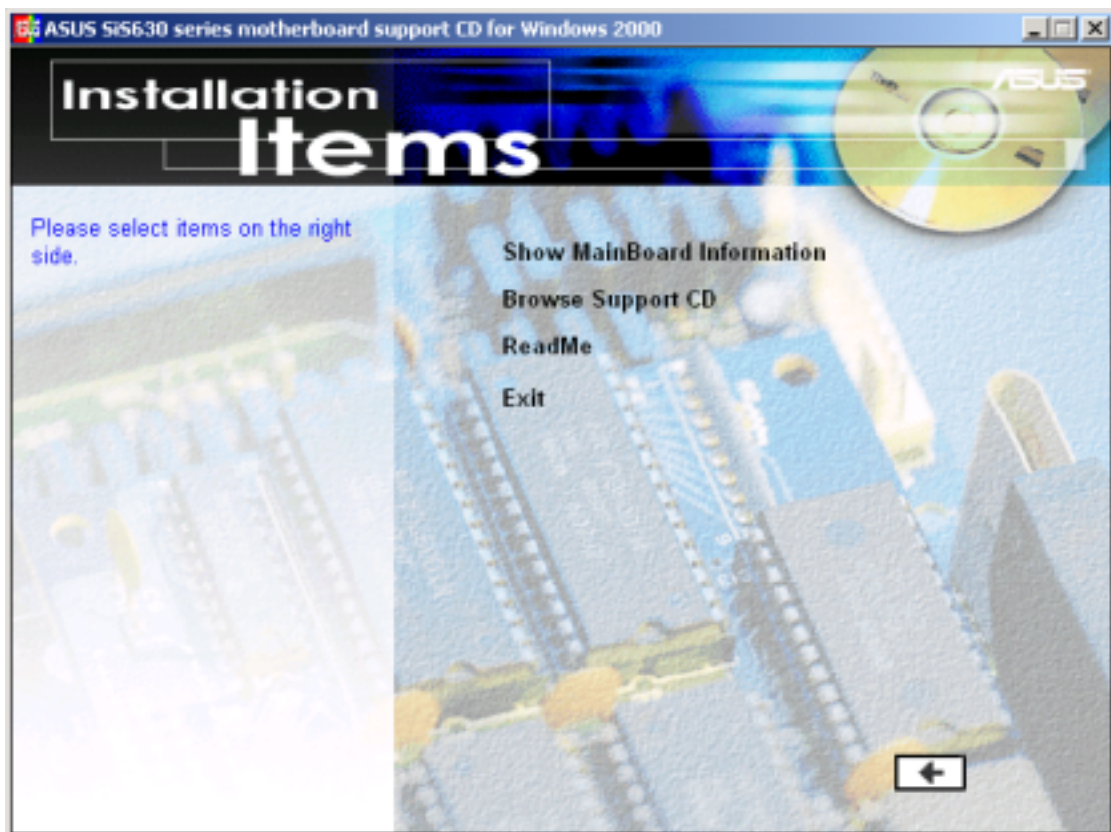 ASUS SiS630 series motherboard support CD for Windows 2000
ASUS
Installation
Items
Please select items on the right
side.
Show MainBoard Information
Browse Support CD
ReadMe
Exit